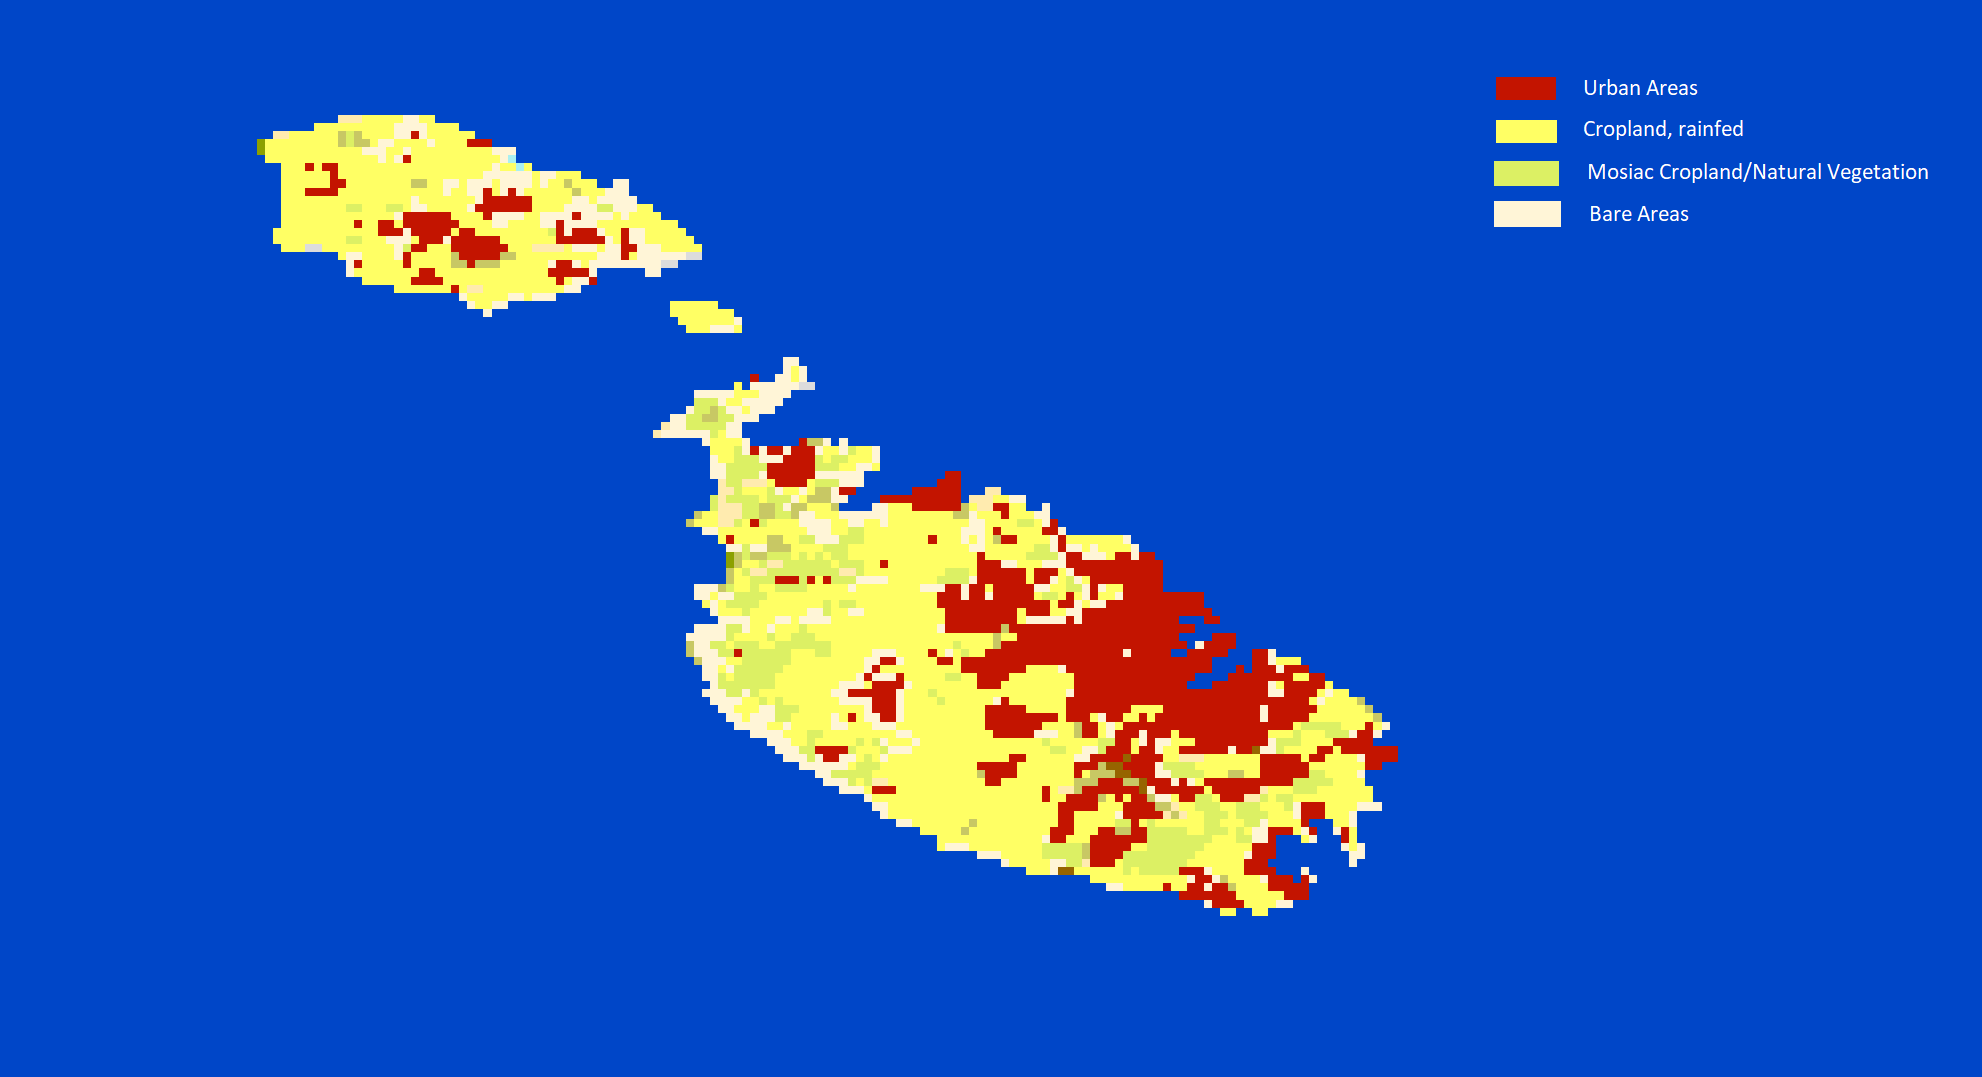 Urban Areas
Cropland, rainfed
Mosiac Cropland/Natural Vegetation
Bare Areas